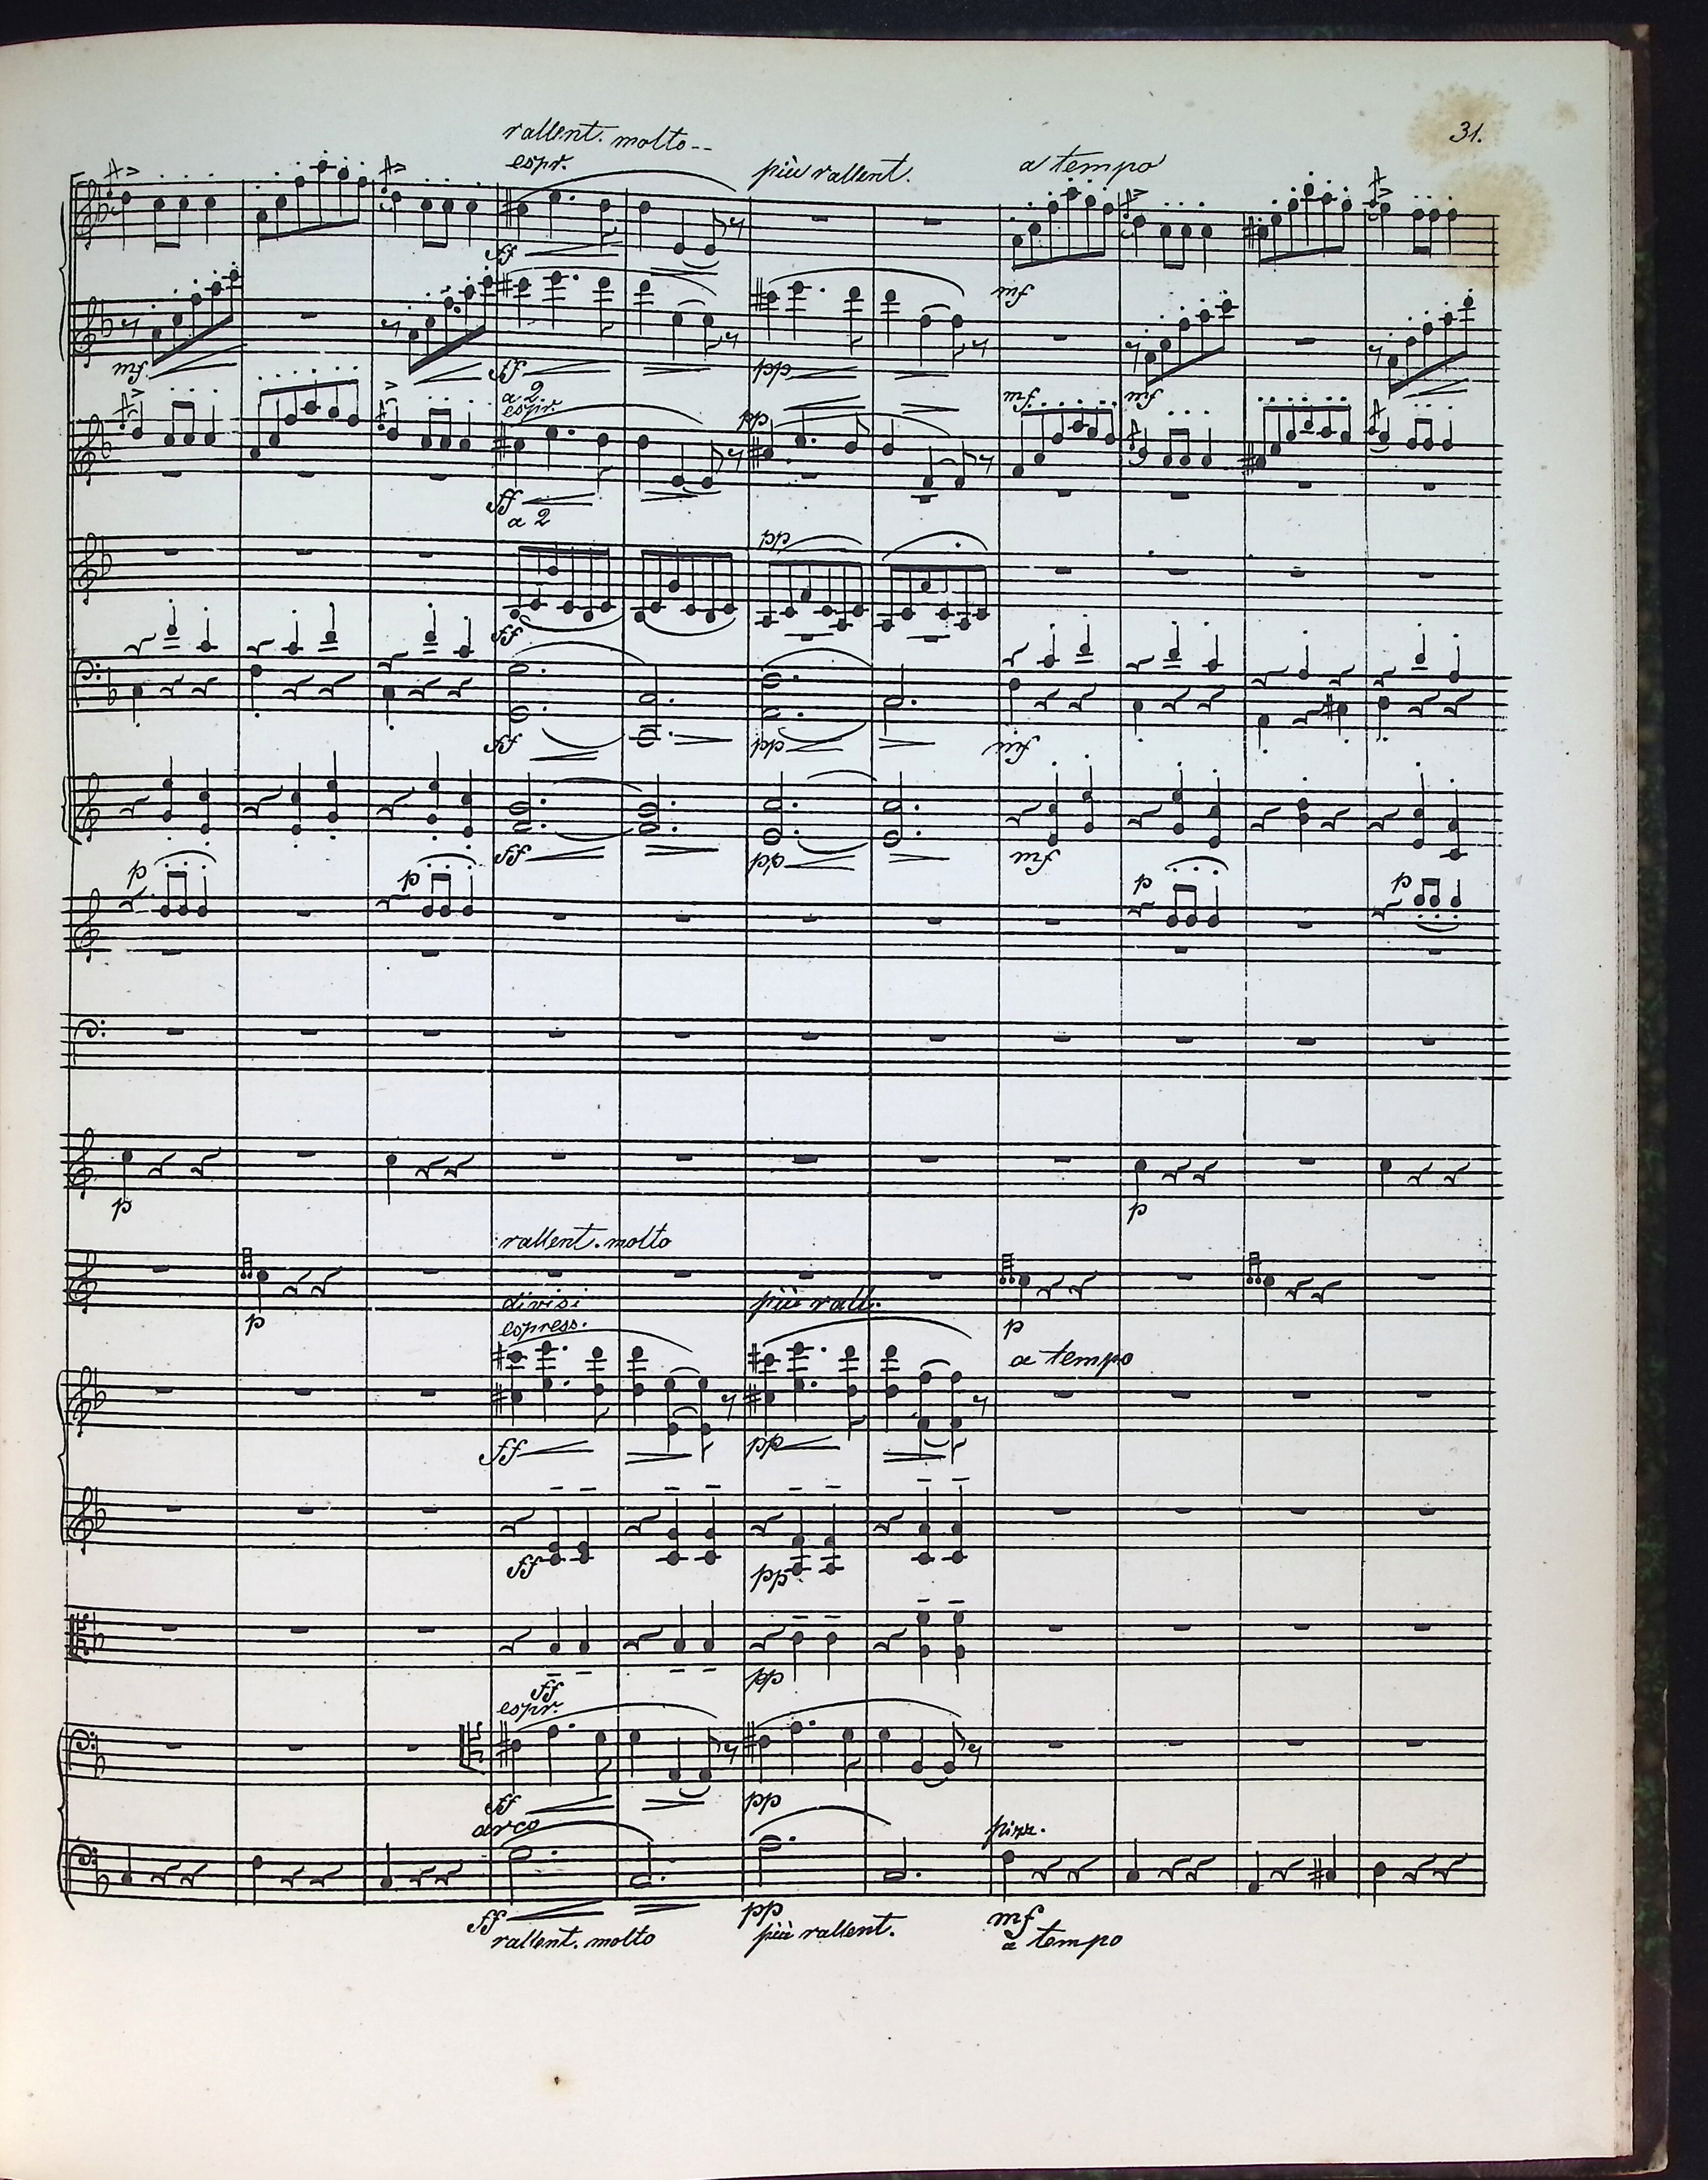 31.
rallent. molto--
espr.
più rallent.
a tempo
ff
mf
mf
ff
pp
a 2.
espr.
pp
mf
mf
ff
a 2
pp
ff
ff
pp
mf
ff
pp
mf
p
p
p
p
p
p
rallent. molto
p
p
divisi
più rall.
espress.
a tempo
ff
pp
ff
pp
pp
ff
espr.
ff
pp
arco
pizz.
ff
pp
mf
rallent. molto
più rallent.
a tempo